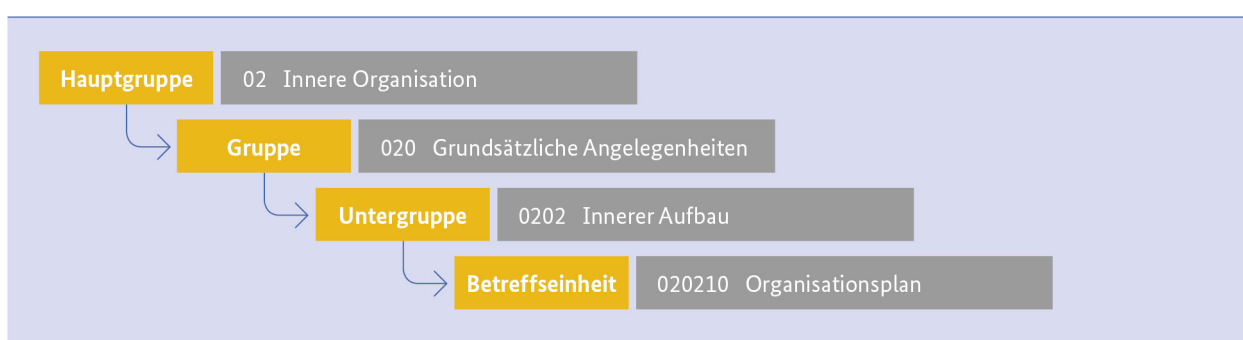 Hauptgruppe 02 Innere Organisation
Gruppe 020 Grundsätzliche Angelegenheiten
Untergruppe 0202 Innerer Aufbau
Betreffseinheit 020210 Organisationsplan